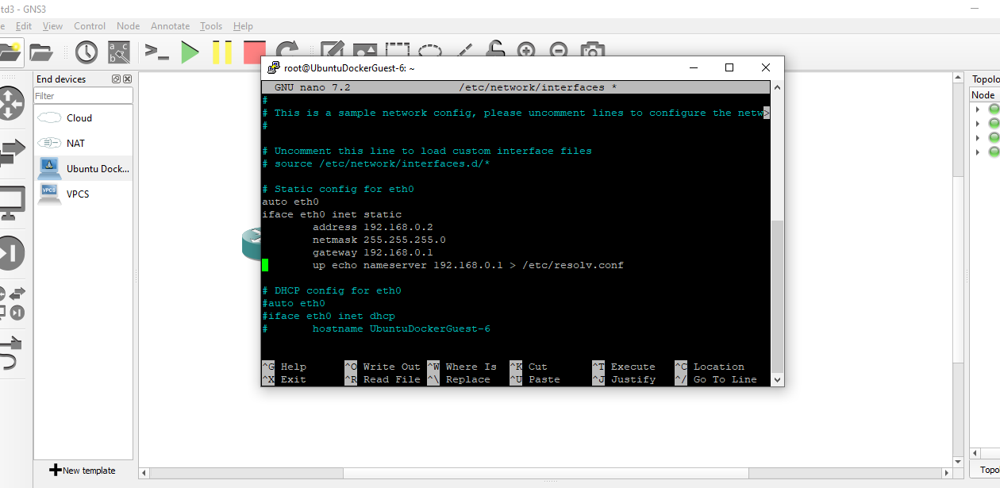 td3 - GNS3
e Edit View Control Node Annotate Tools Help
End devices
Filter
Cloud
NAT
Ubuntu Dock...
VPCS
VPCS
New template
root@UbuntuDockerGuest-6: ~
GNU nano 7.2 /etc/network/interfaces *
#
# This is a sample network config, please uncomment lines to configure the netw>
#
# Uncomment this line to load custom interface files
# source /etc/network/interfaces.d/*
# Static config for eth0
auto eth0
iface eth0 inet static
address 192.168.0.2
netmask 255.255.255.0
gateway 192.168.0.1
up echo nameserver 192.168.0.1 > /etc/resolv.conf
# DHCP config for eth0
#auto eth0
#iface eth0 inet dhcp
# hostname UbuntuDockerGuest-6
^G Help ^O Write Out ^W Where Is ^K Cut ^T Execute ^C Location
^X Exit ^R Read File ^\ Replace ^U Paste ^J Justify ^/ Go To Line
Topolo
Node
Topo